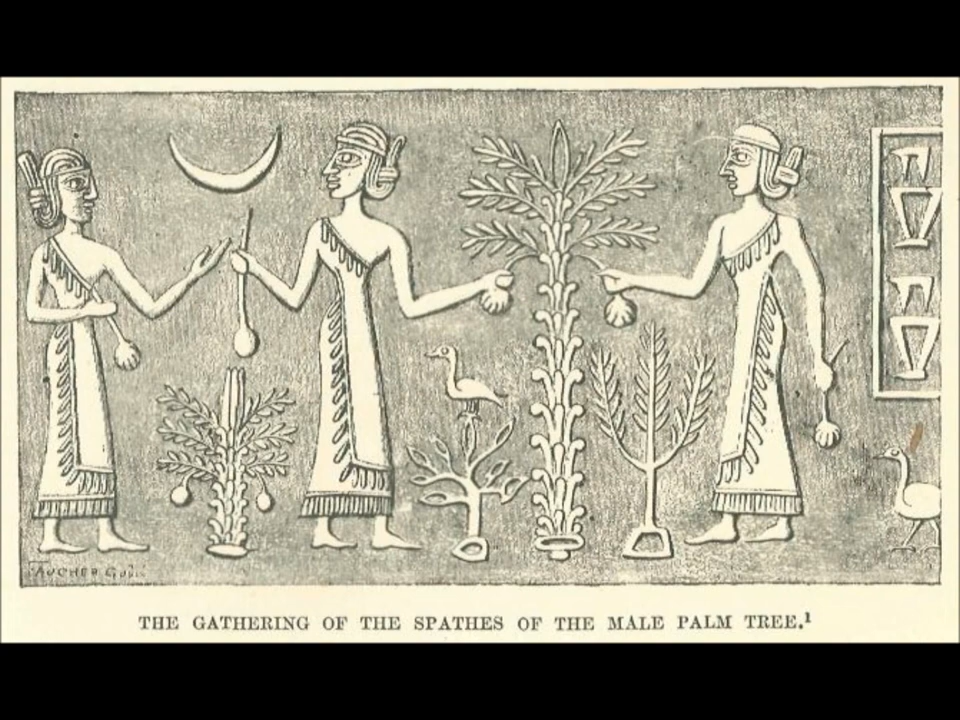 THE GATHERING OF THE SPATHES OF THE MALE PALM TREE.¹